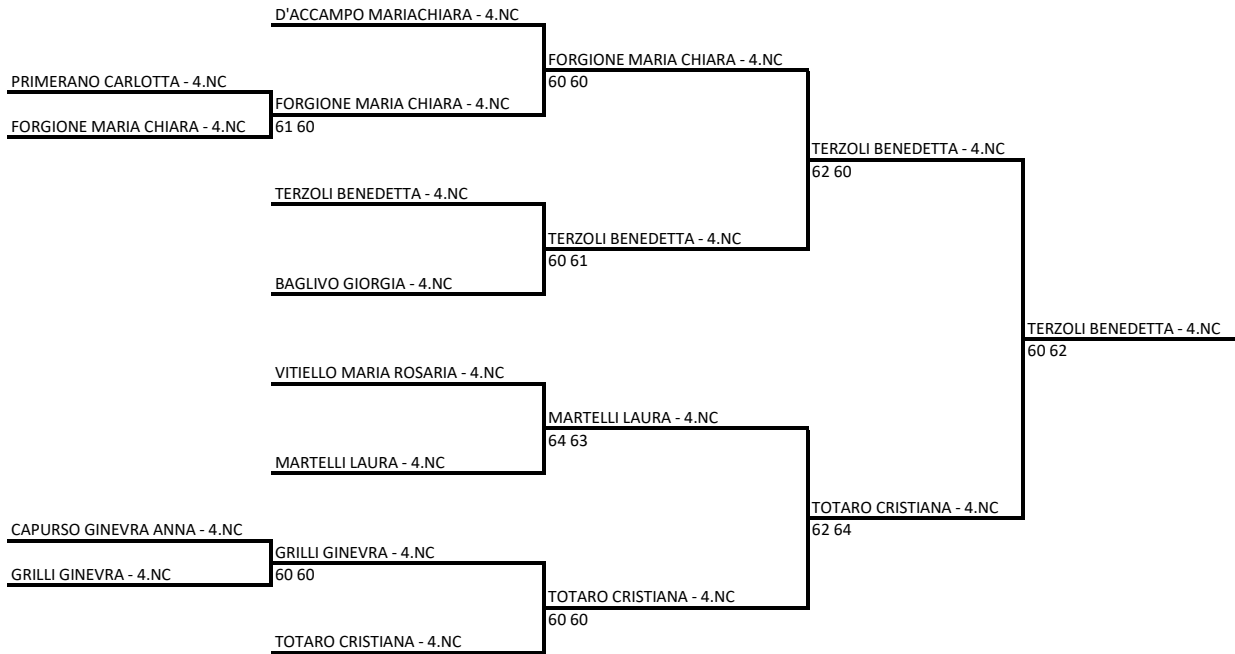 D'ACCAMPO MARIACHIARA - 4.NC
FORGIONE MARIA CHIARA - 4.NC
60 60
PRIMERANO CARLOTTA - 4.NC
FORGIONE MARIA CHIARA - 4.NC
61 60
FORGIONE MARIA CHIARA - 4.NC
TERZOLI BENEDETTA - 4.NC
62 60
TERZOLI BENEDETTA - 4.NC
TERZOLI BENEDETTA - 4.NC
60 61
BAGLIVO GIORGIA - 4.NC
TERZOLI BENEDETTA - 4.NC
60 62
VITIELLO MARIA ROSARIA - 4.NC
MARTELLI LAURA - 4.NC
64 63
MARTELLI LAURA - 4.NC
TOTARO CRISTIANA - 4.NC
62 64
CAPURSO GINEVRA ANNA - 4.NC
GRILLI GINEVRA - 4.NC
60 60
GRILLI GINEVRA - 4.NC
TOTARO CRISTIANA - 4.NC
60 60
TOTARO CRISTIANA - 4.NC